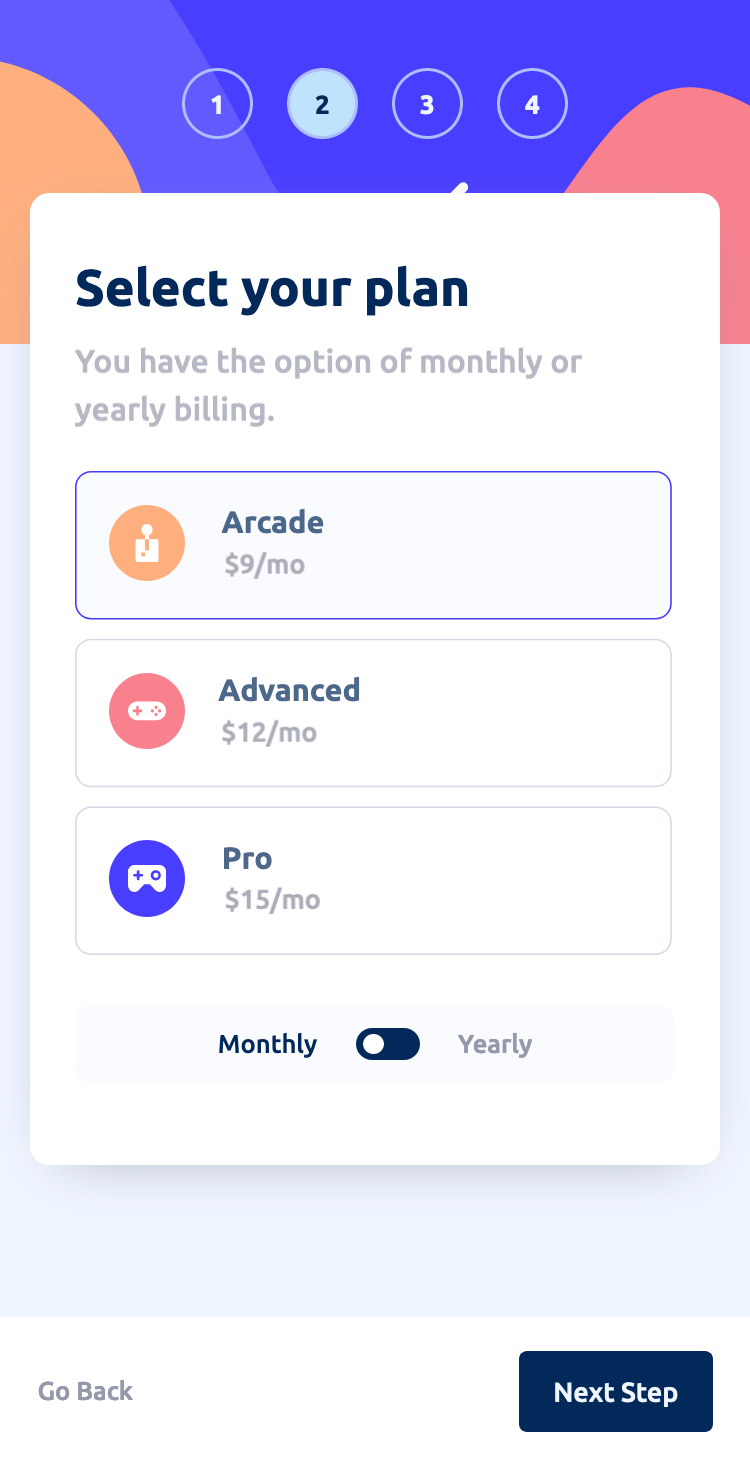 1 2 3 4
Select your plan
You have the option of monthly or
yearly billing.
Arcade
$9/mo
Advanced
$12/mo
Pro
$15/mo
Monthly Yearly
Go Back Next Step